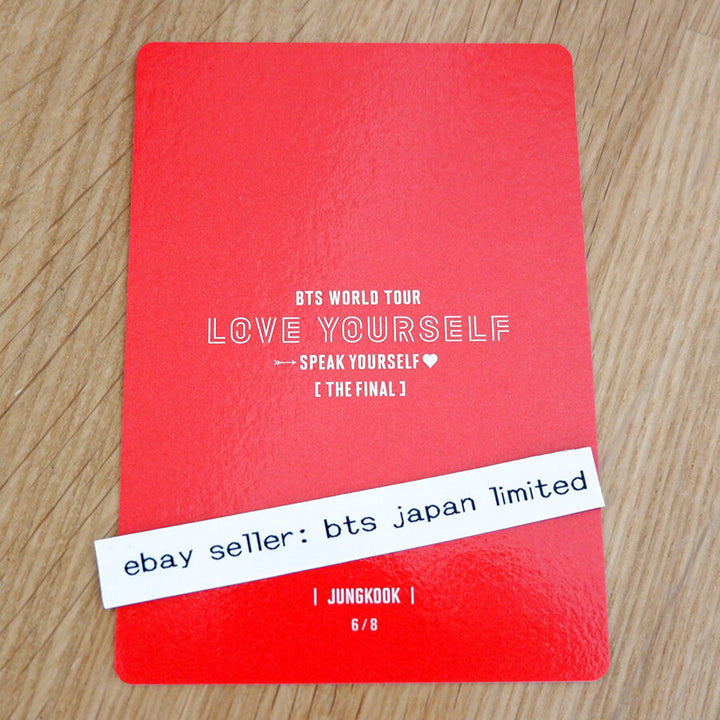 BTS WORLD TOUR
LOVE YOURSELF
SPEAK YOURSELF
[ THE FINAL ]
ebay seller: bts japan limited
| JUNGKOOK |
6/8